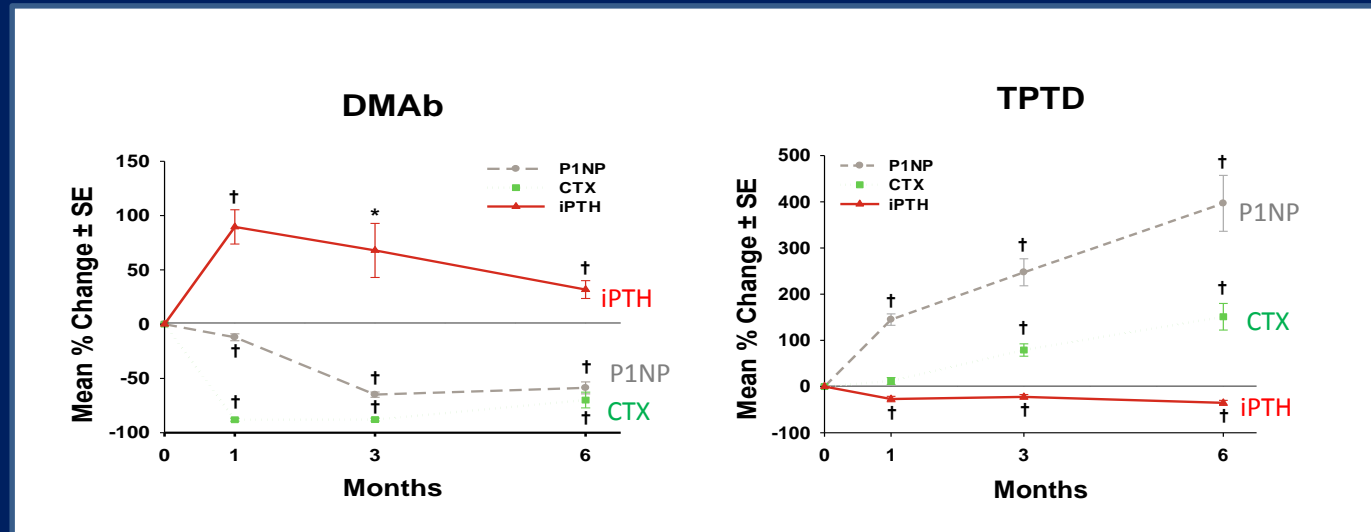 DMAb
Mean % Change ± SE
150
100
50
0
-50
-100
P1NP
CTX
iPTH
†
*
†
iPTH
†
†
†
P1NP
†
†
CTX
†
0
1
3
6
Months
TPTD
Mean % Change ± SE
500
400
300
200
100
0
-100
P1NP
CTX
iPTH
†
†
†
P1NP
†
†
CTX
†
†
†
iPTH
0
1
3
6
Months